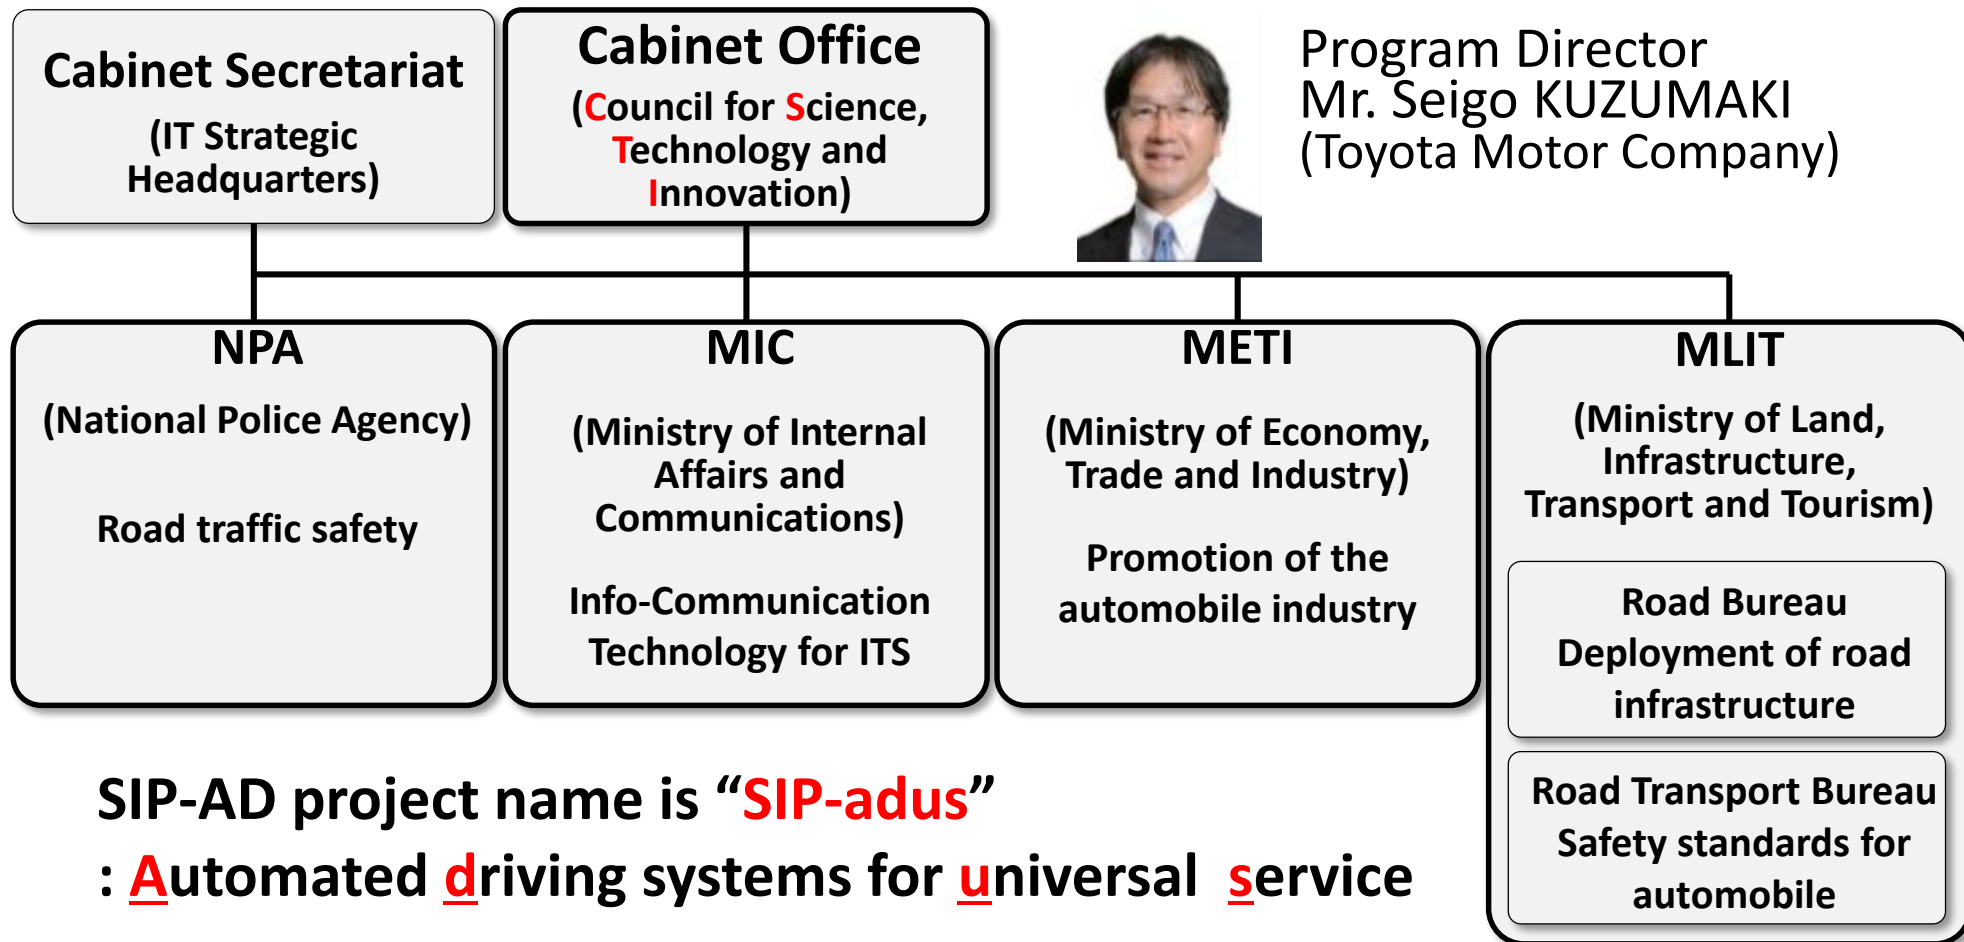 Cabinet Secretariat
(IT Strategic
Headquarters)
Cabinet Office
(Council for Science,
Technology and
Innovation)
Program Director
Mr. Seigo KUZUMAKI
(Toyota Motor Company)
NPA
(National Police Agency)
Road traffic safety
MIC
(Ministry of Internal
Affairs and
Communications)
Info-Communication
Technology for ITS
METI
(Ministry of Economy,
Trade and Industry)
Promotion of the
automobile industry
MLIT
(Ministry of Land,
Infrastructure,
Transport and Tourism)
Road Bureau
Deployment of road
infrastructure
Road Transport Bureau
Safety standards for
automobile
SIP-AD project name is “SIP-adus”
: Automated driving systems for universal service